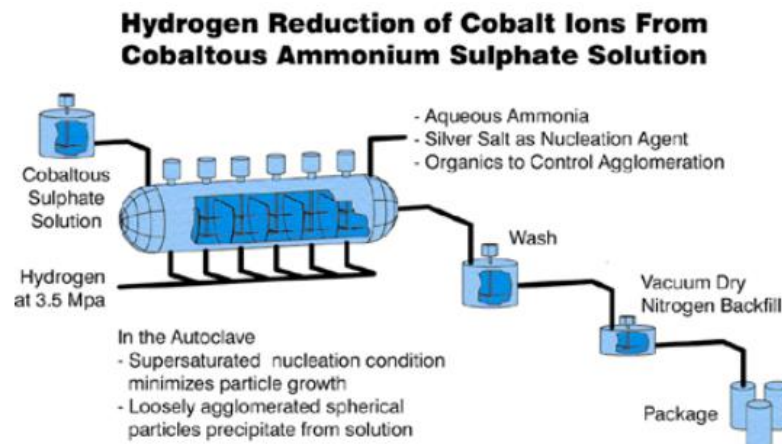 Hydrogen Reduction of Cobalt Ions From
Cobaltous Ammonium Sulphate Solution
- Aqueous Ammonia
- Silver Salt as Nucleation Agent
- Organics to Control Agglomeration
Cobaltous
Sulphate
Solution
Wash
Hydrogen
at 3.5 Mpa
Vacuum Dry
Nitrogen Backfill
In the Autoclave
- Supersaturated nucleation condition
minimizes particle growth
- Loosely agglomerated spherical
particles precipitate from solution
Package